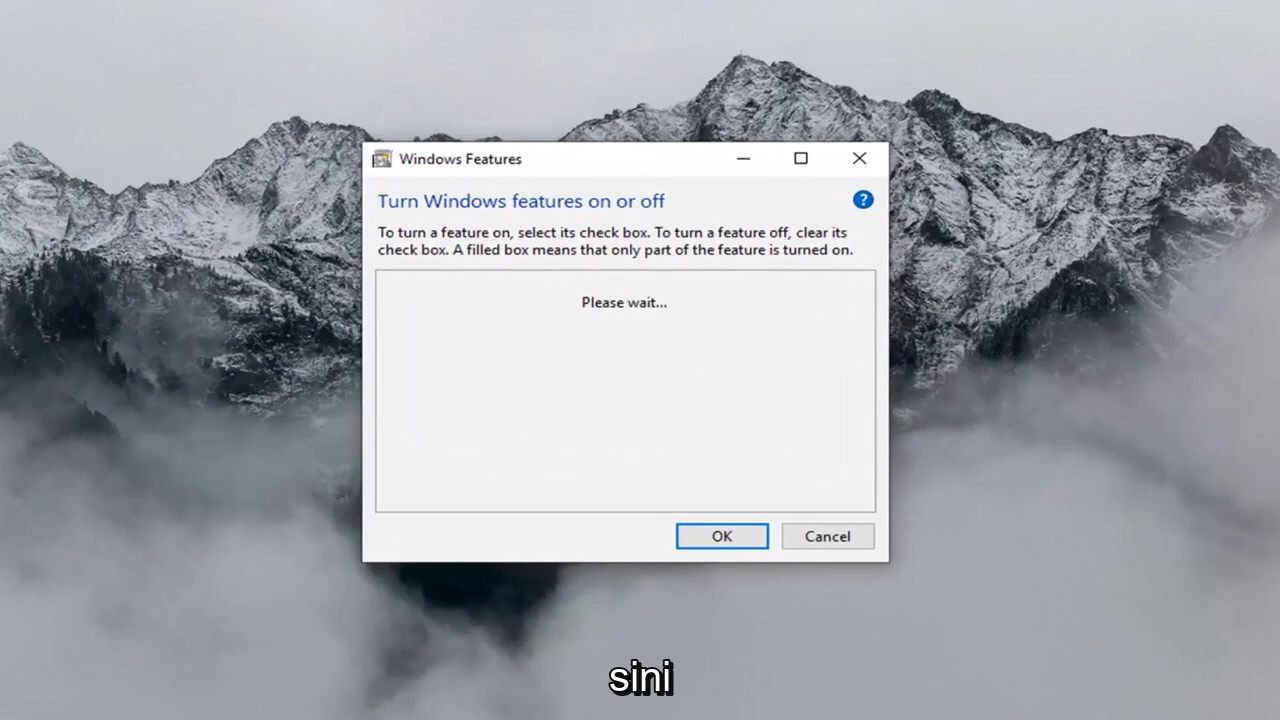 Windows Features
Turn Windows features on or off
?
To turn a feature on, select its check box. To turn a feature off, clear its
check box. A filled box means that only part of the feature is turned on.
Please wait...
OK
Cancel
sini